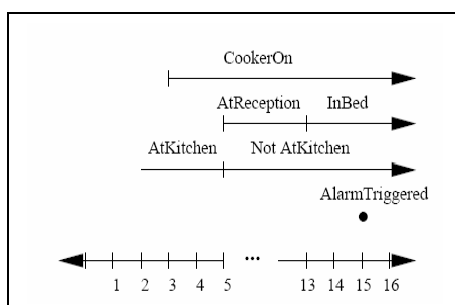 CookerOn
AtReception InBed
AtKitchen Not AtKitchen
AlarmTriggered
...
1 2 3 4 5 13 14 15 16